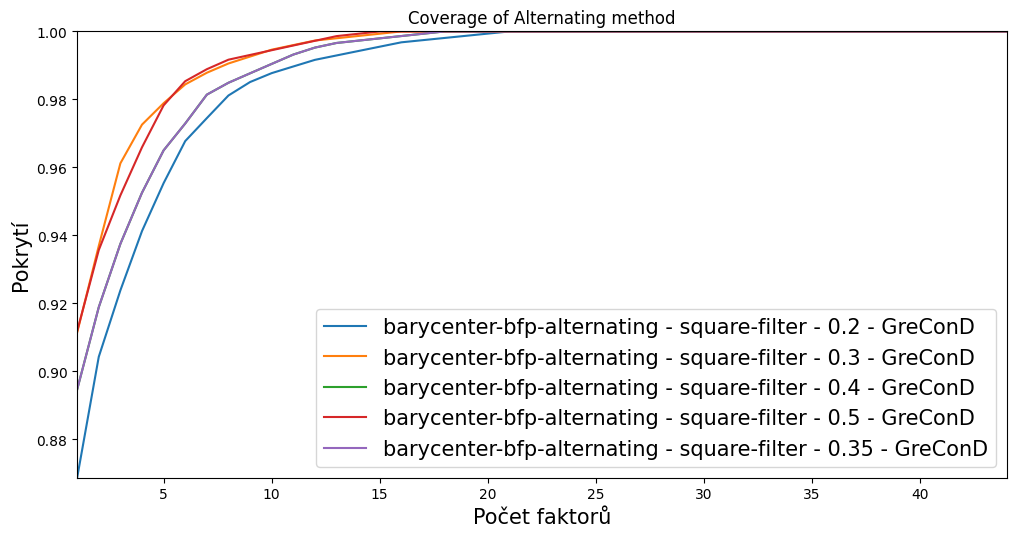 Coverage of Alternating method
1.00
0.98
0.96
0.94
0.92
0.90
0.88
Pokrytí
barycenter-bfp-alternating - square-filter - 0.2 - GreConD
barycenter-bfp-alternating - square-filter - 0.3 - GreConD
barycenter-bfp-alternating - square-filter - 0.4 - GreConD
barycenter-bfp-alternating - square-filter - 0.5 - GreConD
barycenter-bfp-alternating - square-filter - 0.35 - GreConD
5 10 15 20 25 30 35 40
Počet faktorů